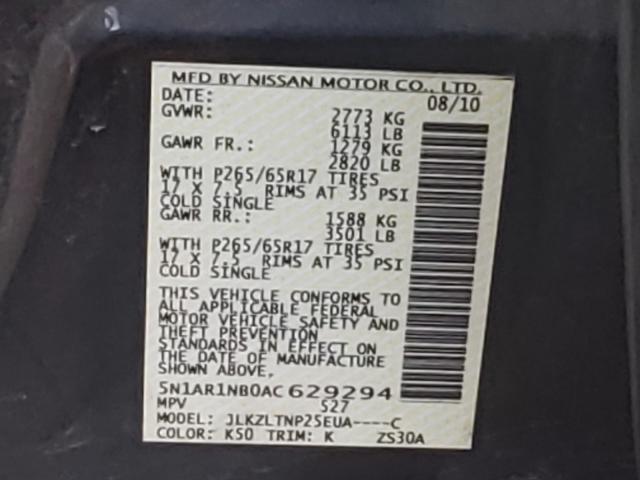 MFD BY NISSAN MOTOR CO., LTD.
DATE: 08/10
GVWR: 2773 KG
6113 LB
GAWR FR.: 1279 KG
2820 LB
WITH P265/65R17 TIRES
17 X 7.5 RIMS AT 35 PSI
COLD SINGLE
GAWR RR.: 1588 KG
3501 LB
WITH P265/65R17 TIRES
17 X 7.5 RIMS AT 35 PSI
COLD SINGLE
THIS VEHICLE CONFORMS TO
ALL APPLICABLE FEDERAL
MOTOR VEHICLE SAFETY AND
THEFT PREVENTION
STANDARDS IN EFFECT ON
THE DATE OF MANUFACTURE
SHOWN ABOVE.
5N1AR1NB0AC 629294
MPV 527
MODEL: JLKZLTNP25EUA----C
COLOR: K50 TRIM: K ZS30A